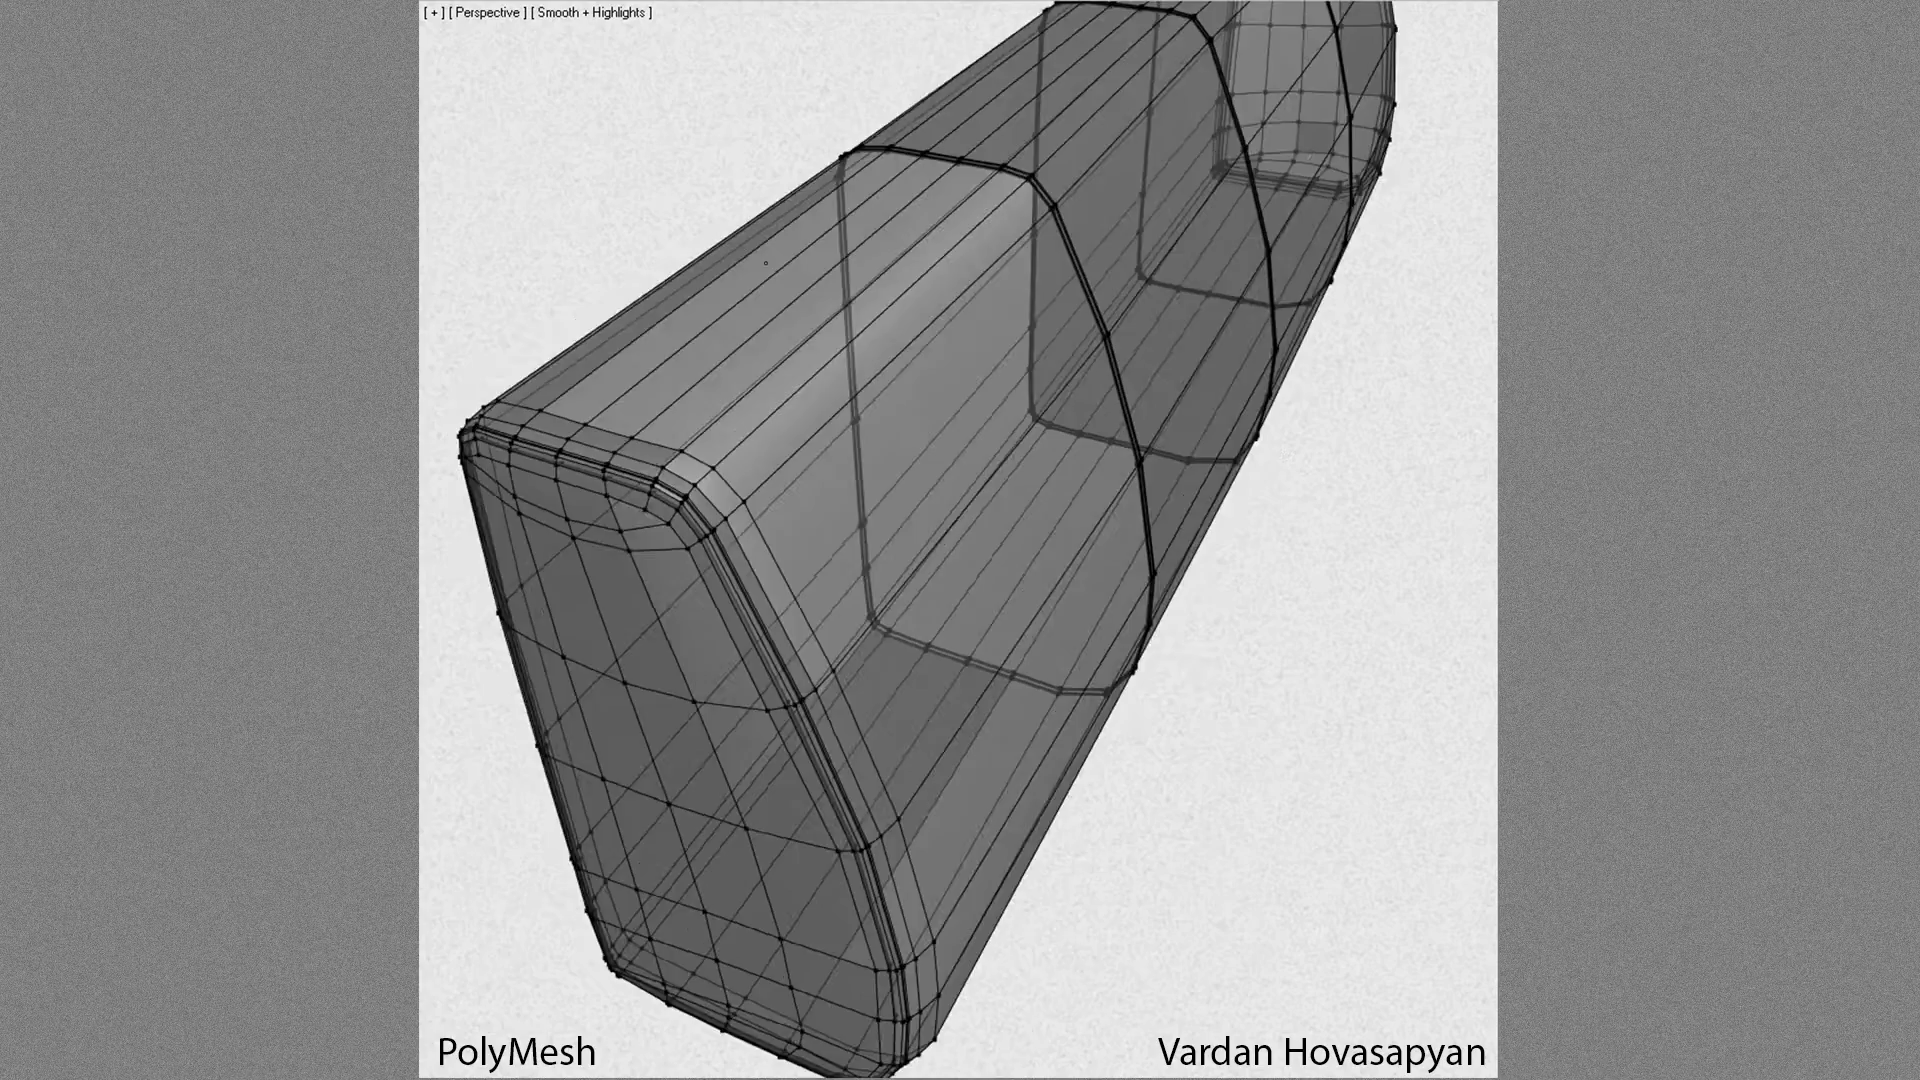 [ + ] [ Perspective ] [ Smooth + Highlights ]
PolyMesh
Vardan Hovasapyan